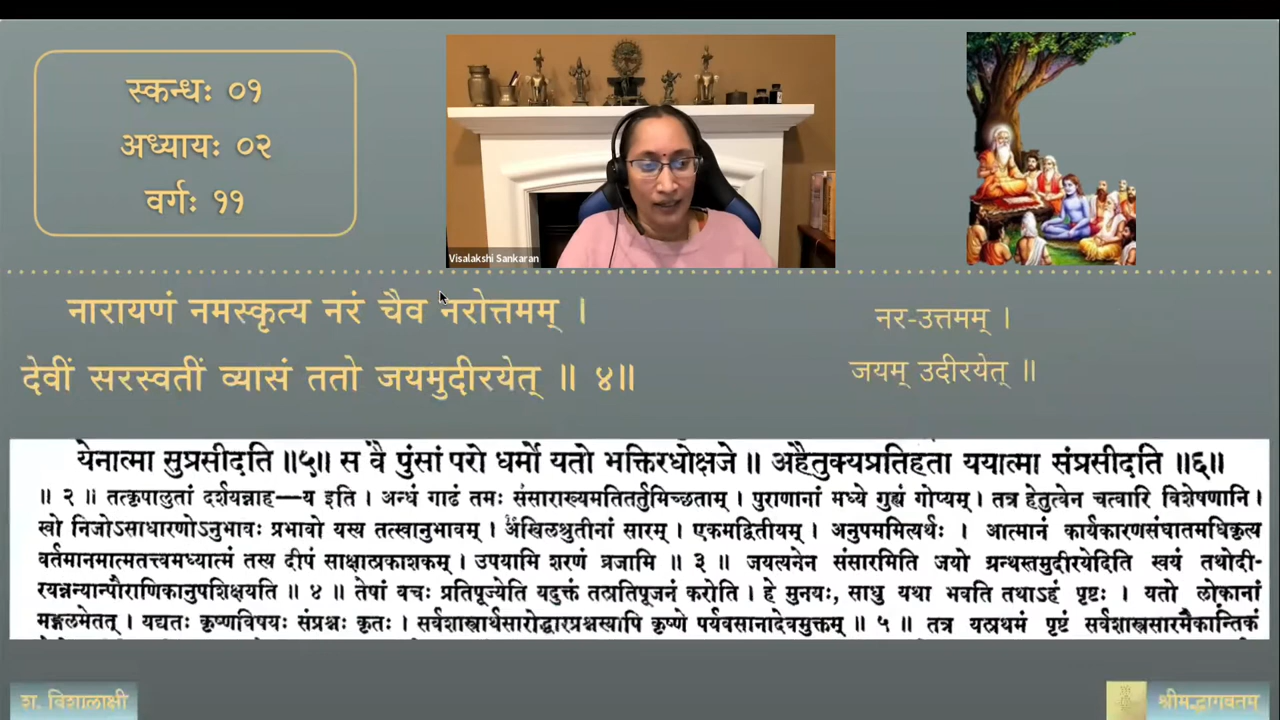 स्कन्धः ०१
अध्यायः ०२
वर्गः ११
Visalakshi Sankaran
नारायणं नमस्कृत्य नरं चैव नरोत्तमम् ।
नर-उत्तमम् ।
देवीं सरस्वतीं व्यासं ततो जयमुदीरयेत् ॥ ४॥
जयम् उदीरयेत् ॥
येनात्मा सुप्रसीदति ॥५॥ स वै पुंसां परो धर्मो यतो भक्तिरधोक्षजे ॥ अहैतुक्यप्रतिहता ययात्मा संप्रसीदति ॥६॥
॥ २ ॥ तत्कृपालुतां दर्शयन्नाह—य इति । अन्धं गाढं तमः संसाराख्यमतितर्तुमिच्छताम् । पुराणानां मध्ये गुह्यं गोप्यम् । तत्र हेतुत्वेन चत्वारि विशेषणानि ।
स्वो निजोऽसाधारणोऽनुभावः प्रभावो यस्य तत्स्वानुभावम् । अखिलश्रुतीनां सारम् । एकमद्वितीयम् । अनुपममित्यर्थः । आत्मानं कार्यकारणसंघातमधिकृत्य
वर्तमानमात्मतत्त्वमध्यात्मं तस्य दीपं साक्षात्प्रकाशकम् । उपयामि शरणं व्रजामि ॥ ३ ॥ जयत्यनेन संसारमिति जयो ग्रन्थस्तमुदीरयेदिति स्वयं तथोदी-
रयन्नन्यान्पौराणिकानुपशिक्षयति ॥ ४ ॥ तेषां वचः प्रतिपूज्येति यदुक्तं तत्प्रतिपूजनं करोति । हे मुनयः, साधु यथा भवति तथाऽहं पृष्टः । यतो लोकानां
मङ्गलमेतत् । यद्यतः कृष्णविषयः संप्रश्नः कृतः । सर्वशास्त्रार्थसारोद्धारप्रश्नस्यापि कृष्णे पर्यवसानादेवमुक्तम् ॥ ५ ॥ तत्र यत्प्रथमं पृष्टं सर्वशास्त्रसारमैकान्तिकं
श. विशालाक्षी
श्रीमद्भागवतम्